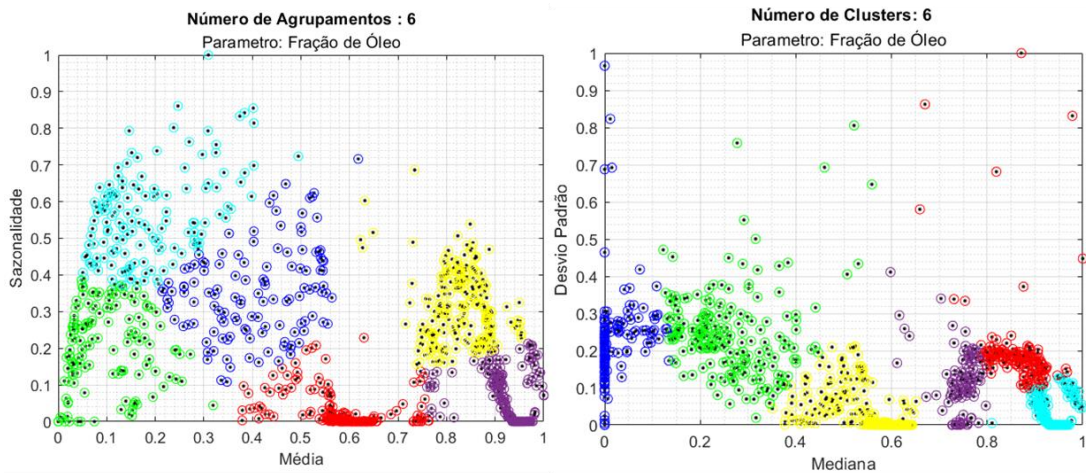 Número de Agrupamentos : 6
Parametro: Fração de Óleo
Sazonalidade
1
0.9
0.8
0.7
0.6
0.5
0.4
0.3
0.2
0.1
0
0 0.1 0.2 0.3 0.4 0.5 0.6 0.7 0.8 0.9 1
Média
Número de Clusters: 6
Parametro: Fração de Óleo
Desvio Padrão
1
0.9
0.8
0.7
0.6
0.5
0.4
0.3
0.2
0.1
0
0 0.2 0.4 0.6 0.8 1
Mediana